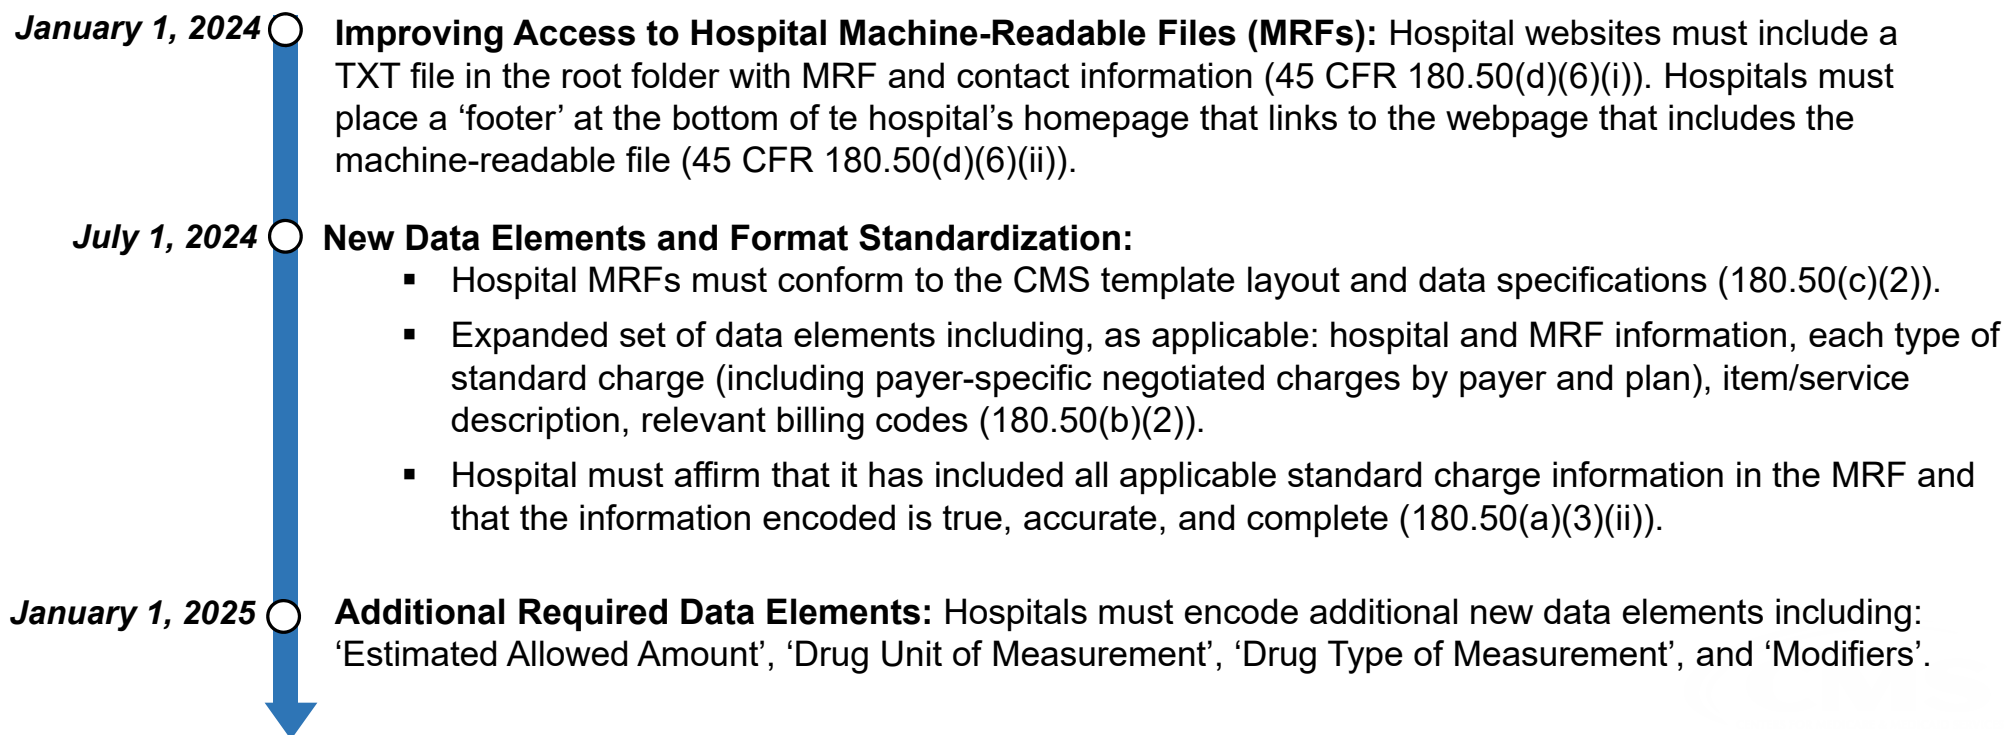 January 1, 2024
Improving Access to Hospital Machine-Readable Files (MRFs): Hospital websites must include a
TXT file in the root folder with MRF and contact information (45 CFR 180.50(d)(6)(i)). Hospitals must
place a ‘footer’ at the bottom of te hospital’s homepage that links to the webpage that includes the
machine-readable file (45 CFR 180.50(d)(6)(ii)).
July 1, 2024
New Data Elements and Format Standardization:
▪ Hospital MRFs must conform to the CMS template layout and data specifications (180.50(c)(2)).
▪ Expanded set of data elements including, as applicable: hospital and MRF information, each type of
standard charge (including payer-specific negotiated charges by payer and plan), item/service
description, relevant billing codes (180.50(b)(2)).
▪ Hospital must affirm that it has included all applicable standard charge information in the MRF and
that the information encoded is true, accurate, and complete (180.50(a)(3)(ii)).
January 1, 2025
Additional Required Data Elements: Hospitals must encode additional new data elements including:
‘Estimated Allowed Amount’, ‘Drug Unit of Measurement’, ‘Drug Type of Measurement’, and ‘Modifiers’.